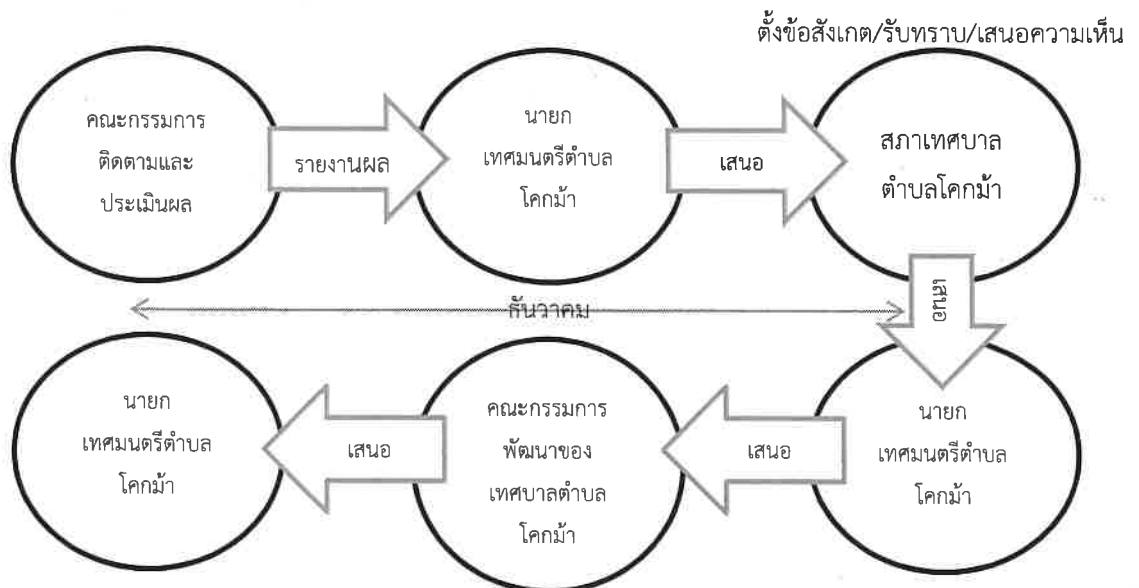 ตั้งข้อสังเกต/รับทราบ/เสนอความเห็น
คณะกรรมการ
ติดตามและ
ประเมินผล
รายงานผล
นายก
เทศมนตรีตำบล
โคกม้า
เสนอ
สภาเทศบาล
ตำบลโคกม้า
เสนอ
ธันวาคม
นายก
เทศมนตรีตำบล
โคกม้า
เสนอ
คณะกรรมการ
พัฒนาของ
เทศบาลตำบล
โคกม้า
เสนอ
นายก
เทศมนตรีตำบล
โคกม้า